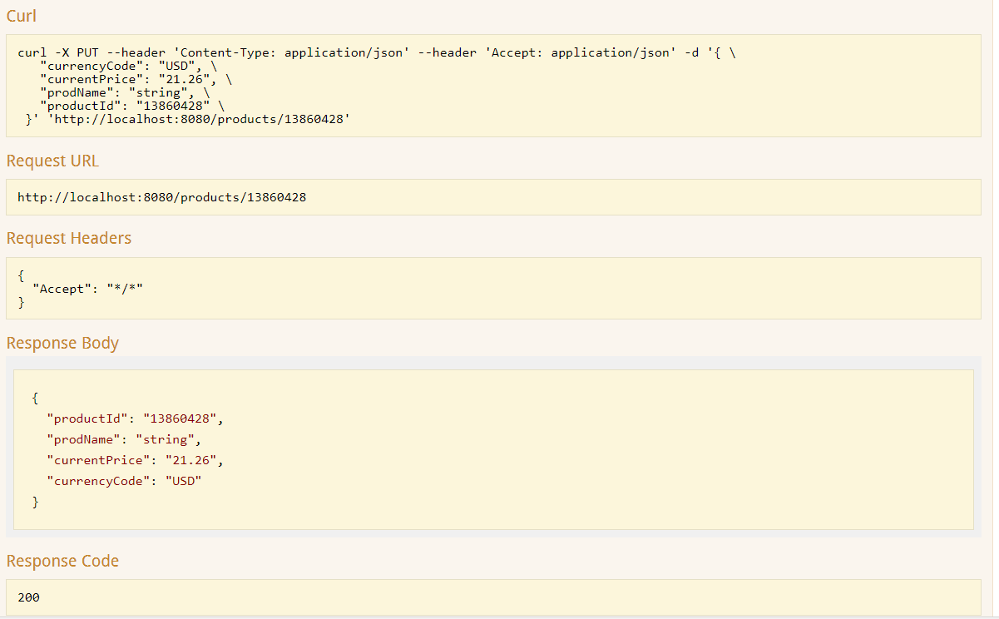 Curl
curl -X PUT --header 'Content-Type: application/json' --header 'Accept: application/json' -d '{ \
   "currencyCode": "USD", \
   "currentPrice": "21.26", \
   "prodName": "string", \
   "productId": "13860428" \
 }' 'http://localhost:8080/products/13860428'
Request URL
http://localhost:8080/products/13860428
Request Headers
{
  "Accept": "*/*"
}
Response Body
{
  "productId": "13860428",
  "prodName": "string",
  "currentPrice": "21.26",
  "currencyCode": "USD"
}
Response Code
200